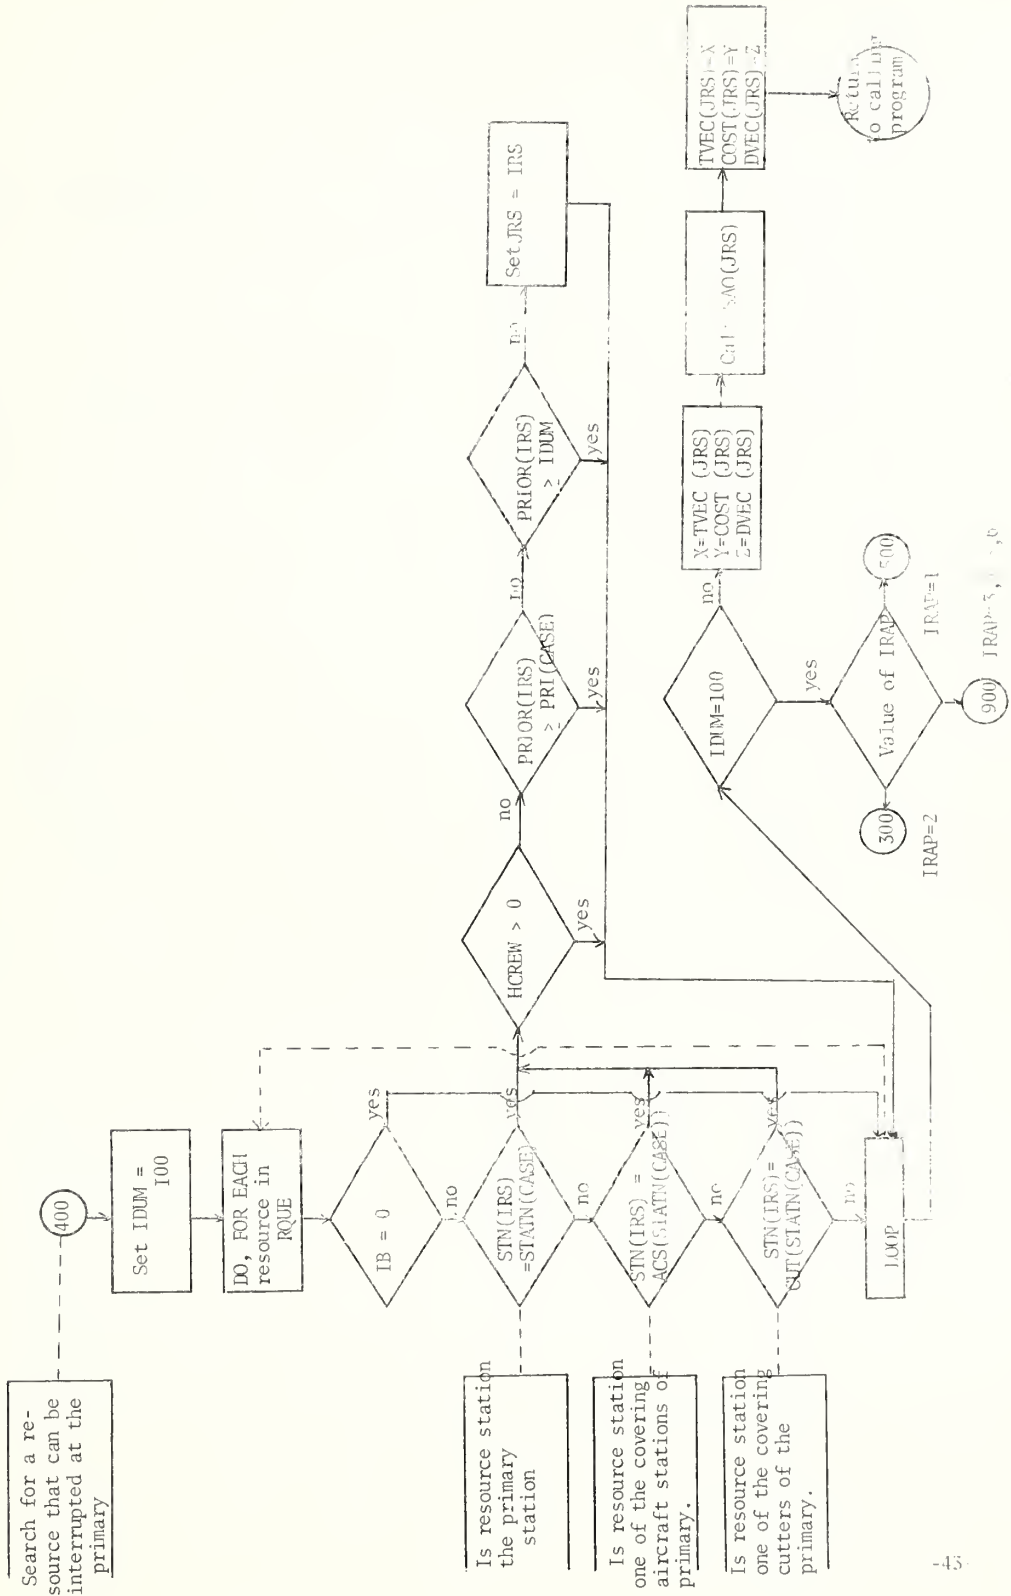 Search for a re-
source that can be
interrupted at the
primary
400
Set IDUM =
100
DO, FOR EACH
resource in
RQUE
IB = 0
yes
no
Is resource station
the primary
station
STN(IRS)
=STATN(CASE)
yes
no
Is resource station
one of the covering
aircraft stations of
primary.
STN(IRS) =
ACS(STATN(CASE))
yes
no
Is resource station
one of the covering
cutters of the
primary.
STN(IRS)=
CUT(STATN(CASE))
yes
no
LOOP
HCREW > 0
no
yes
PRIOR(IRS)
≥ PRI(CASE)
no
yes
PRIOR(IRS)
≥ IDUM
no
yes
Set JRS = IRS
IDUM=100
no
yes
Value of IRAP
300
IRAP=2
900
500
IRAP=1
X=TVEC (JRS)
Y=COST (JRS)
Z=DVEC (JRS)
TVEC(JRS)=X
COST(JRS)=Y
DVEC(JRS)=Z
Return
to calling
program
-43-